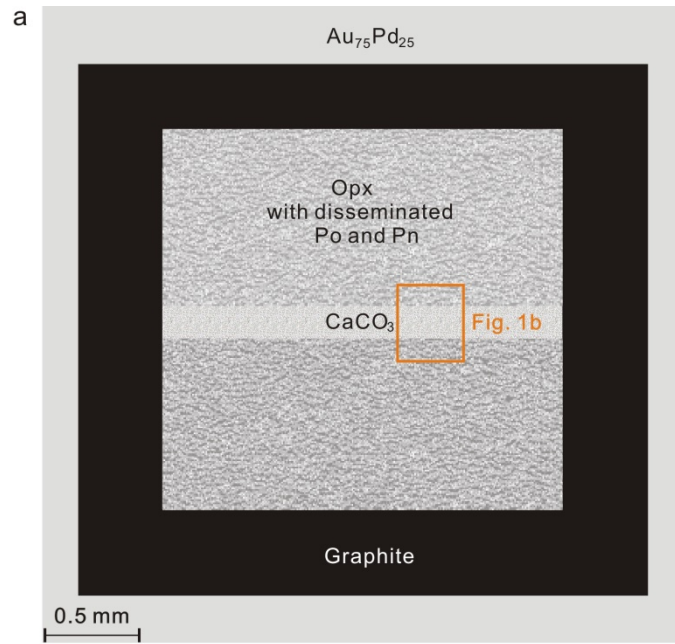 a
Au₇₅Pd₂₅
Opx
with disseminated
Po and Pn
CaCO₃
Fig. 1b
Graphite
0.5 mm